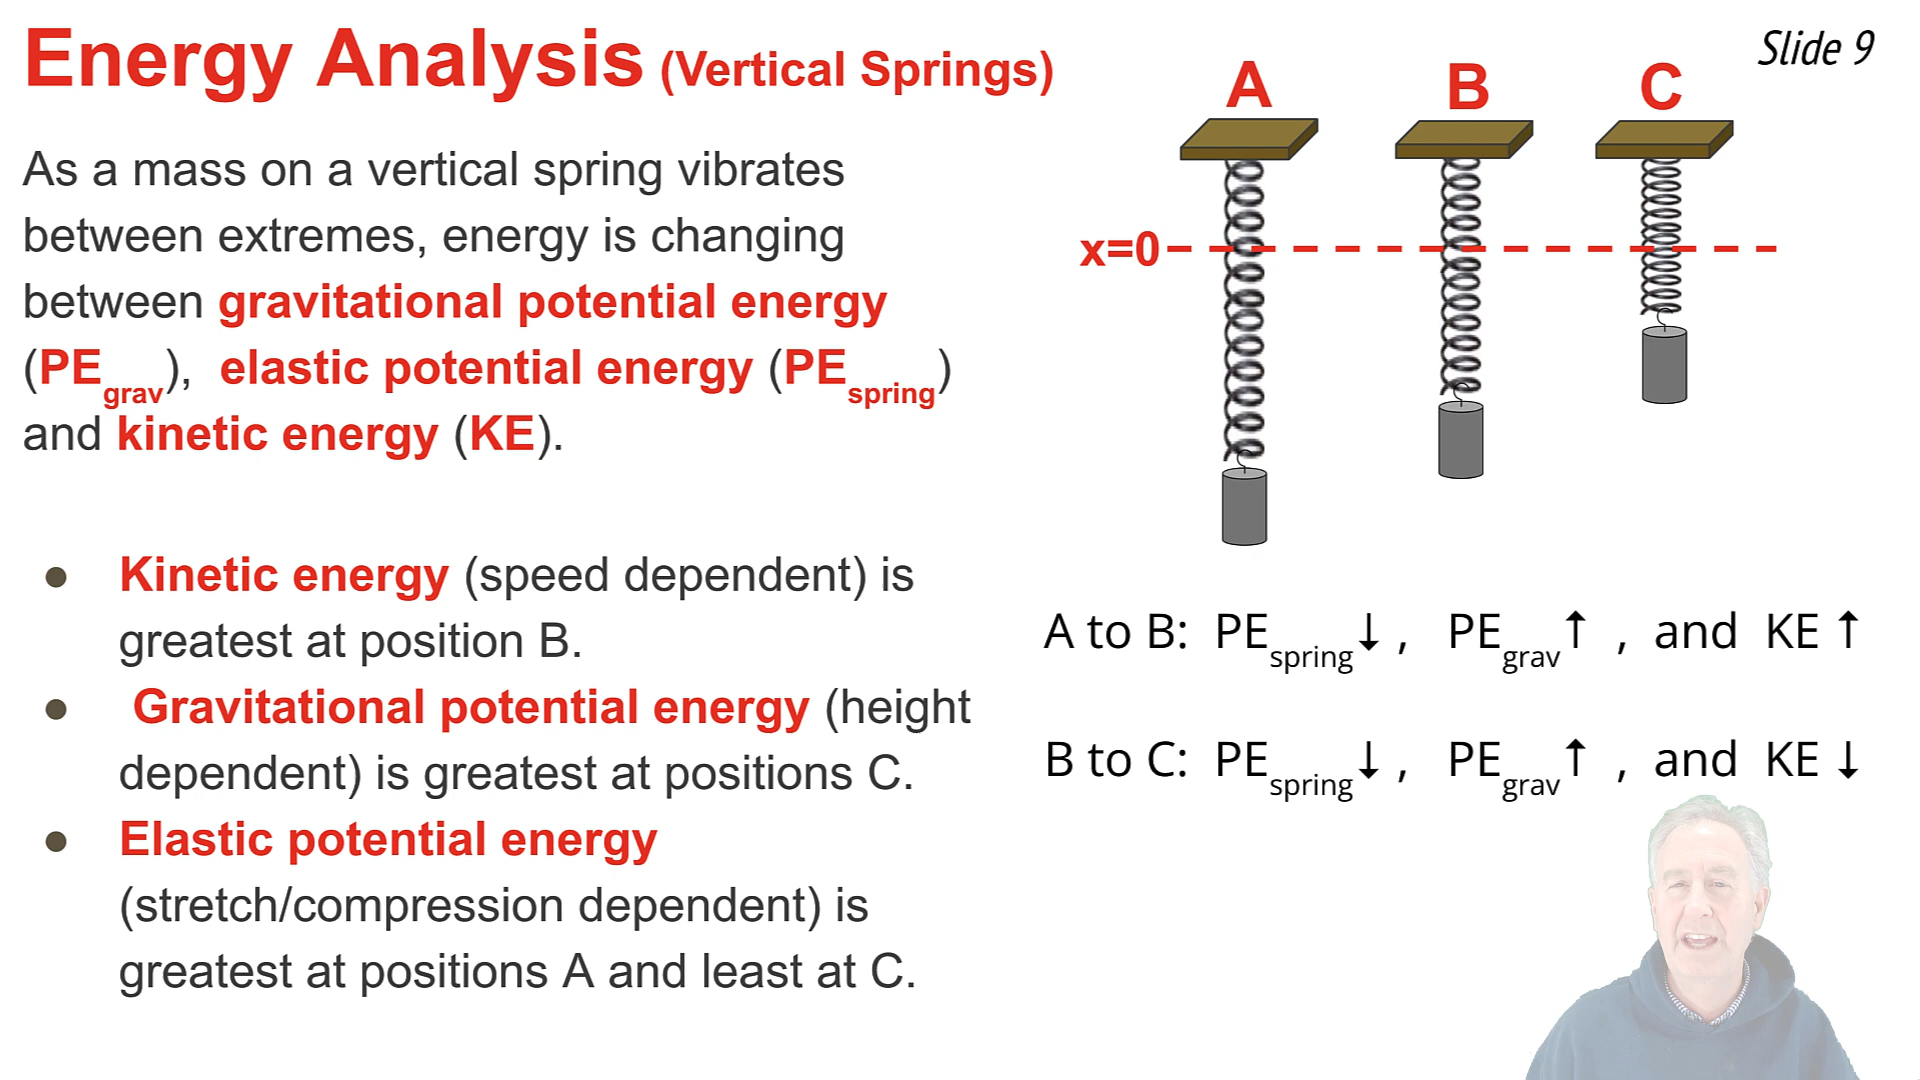 Energy Analysis (Vertical Springs)
Slide 9
A B C
As a mass on a vertical spring vibrates
between extremes, energy is changing
between gravitational potential energy
(PEgrav), elastic potential energy (PEspring)
and kinetic energy (KE).
x=0
● Kinetic energy (speed dependent) is
greatest at position B.
● Gravitational potential energy (height
dependent) is greatest at positions C.
● Elastic potential energy
(stretch/compression dependent) is
greatest at positions A and least at C.
A to B: PEspring↓ , PEgrav↑ , and KE ↑
B to C: PEspring↓ , PEgrav↑ , and KE ↓